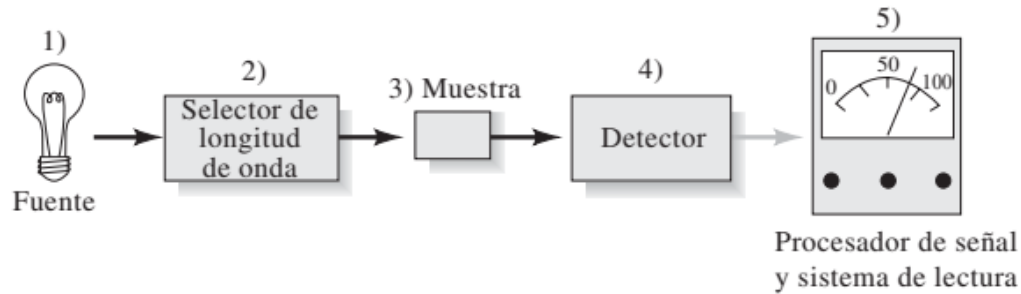 1)
Fuente
2)
Selector de
longitud
de onda
3) Muestra
4)
Detector
5)
0
50
100
Procesador de señal
y sistema de lectura